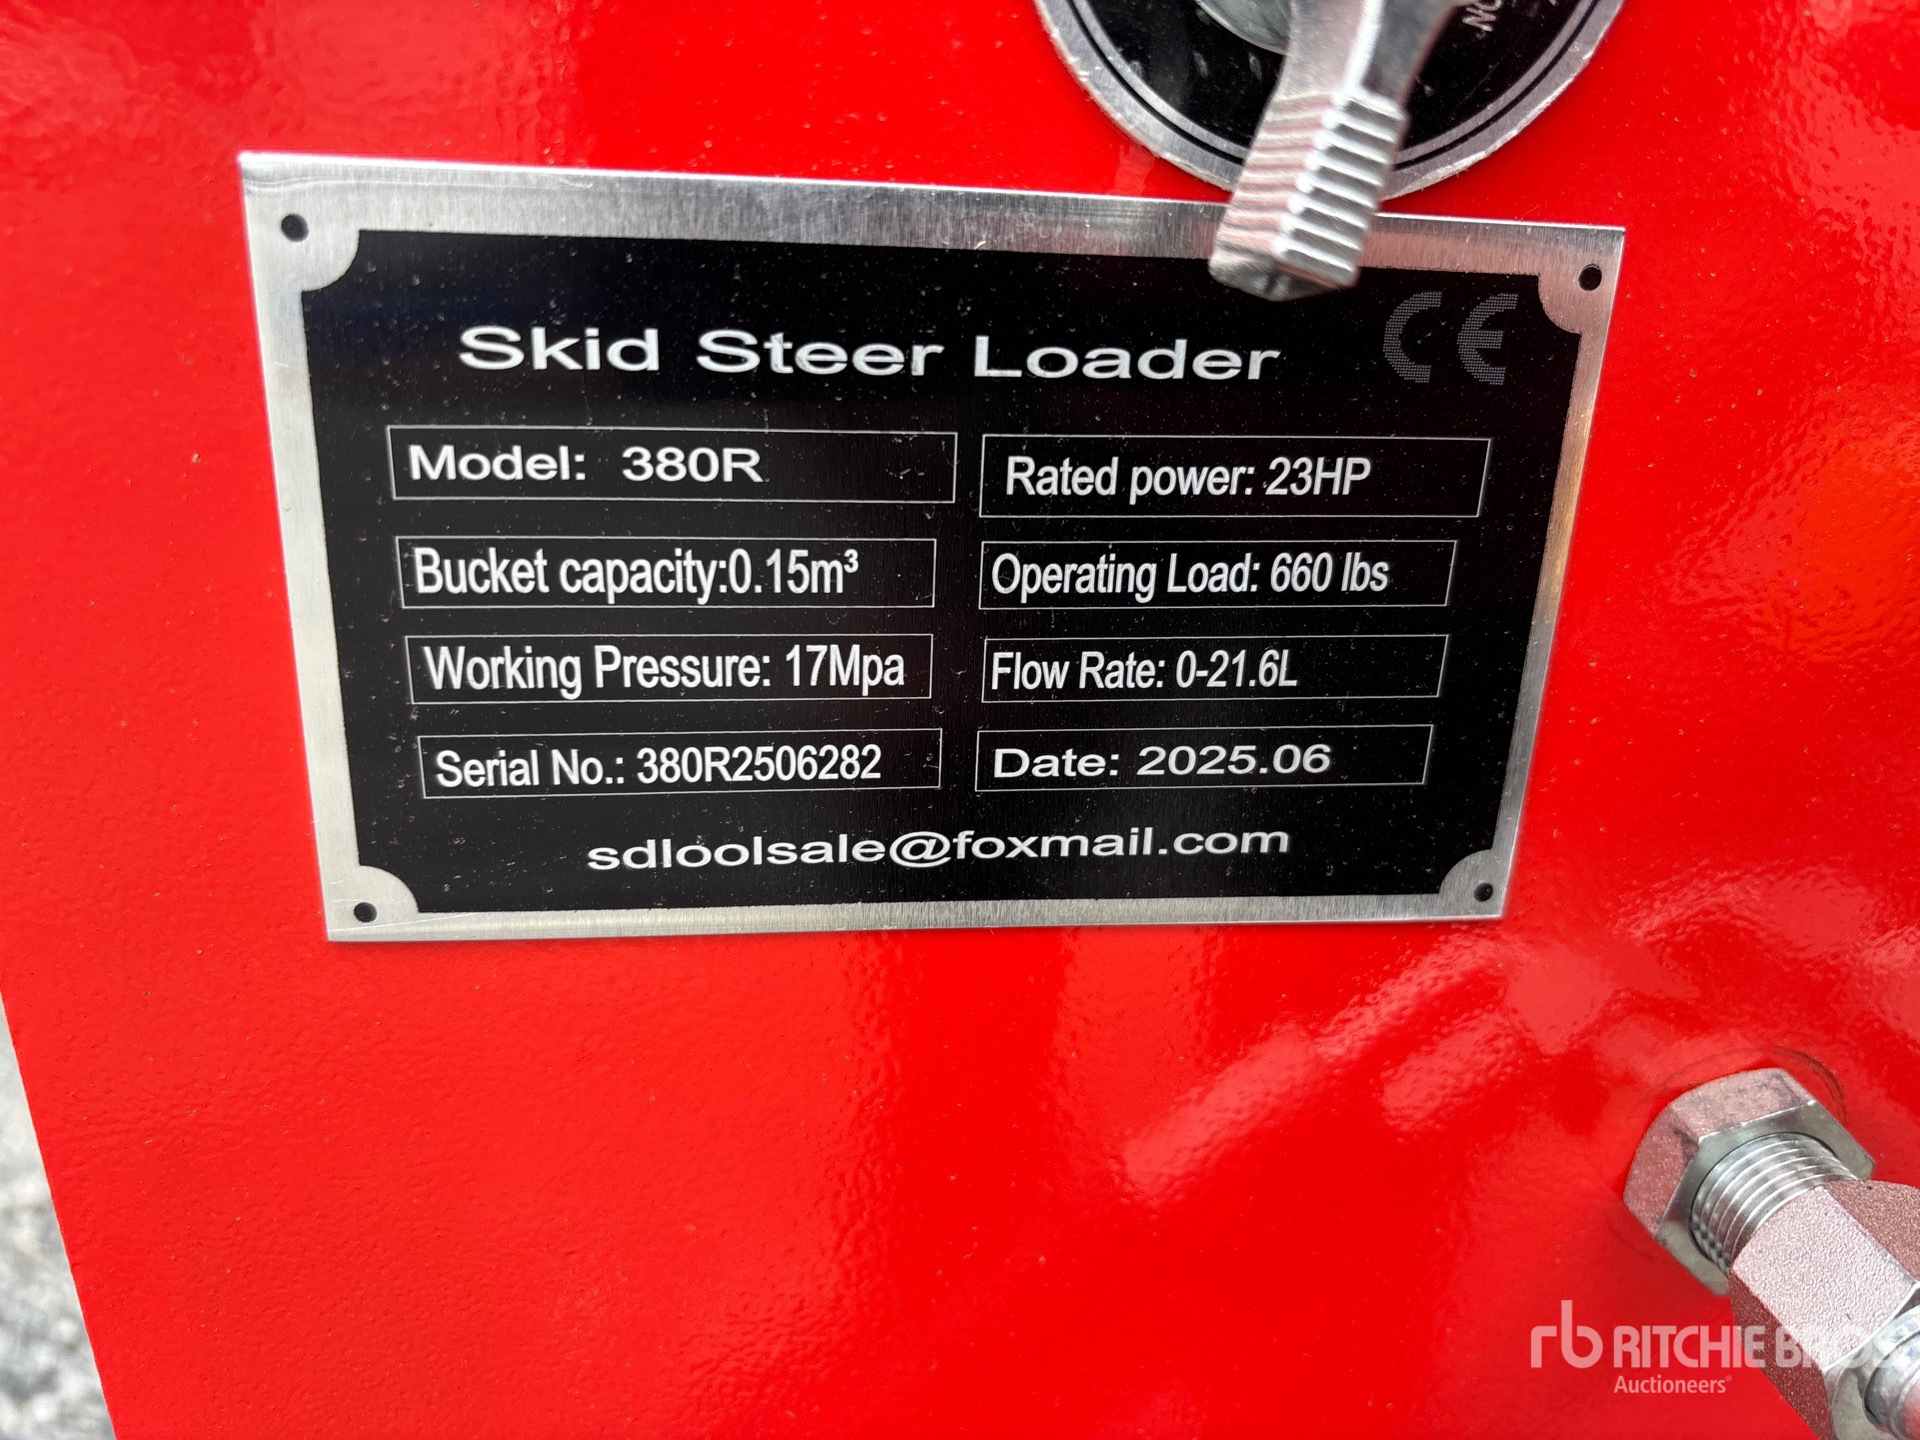 Skid Steer Loader CE
Model: 380R
Rated power: 23HP
Bucket capacity:0.15m³
Operating Load: 660 lbs
Working Pressure: 17Mpa
Flow Rate: 0-21.6L
Serial No.: 380R2506282
Date: 2025.06
sdloolsale@foxmail.com
rb RITCHIE BROS
Auctioneers